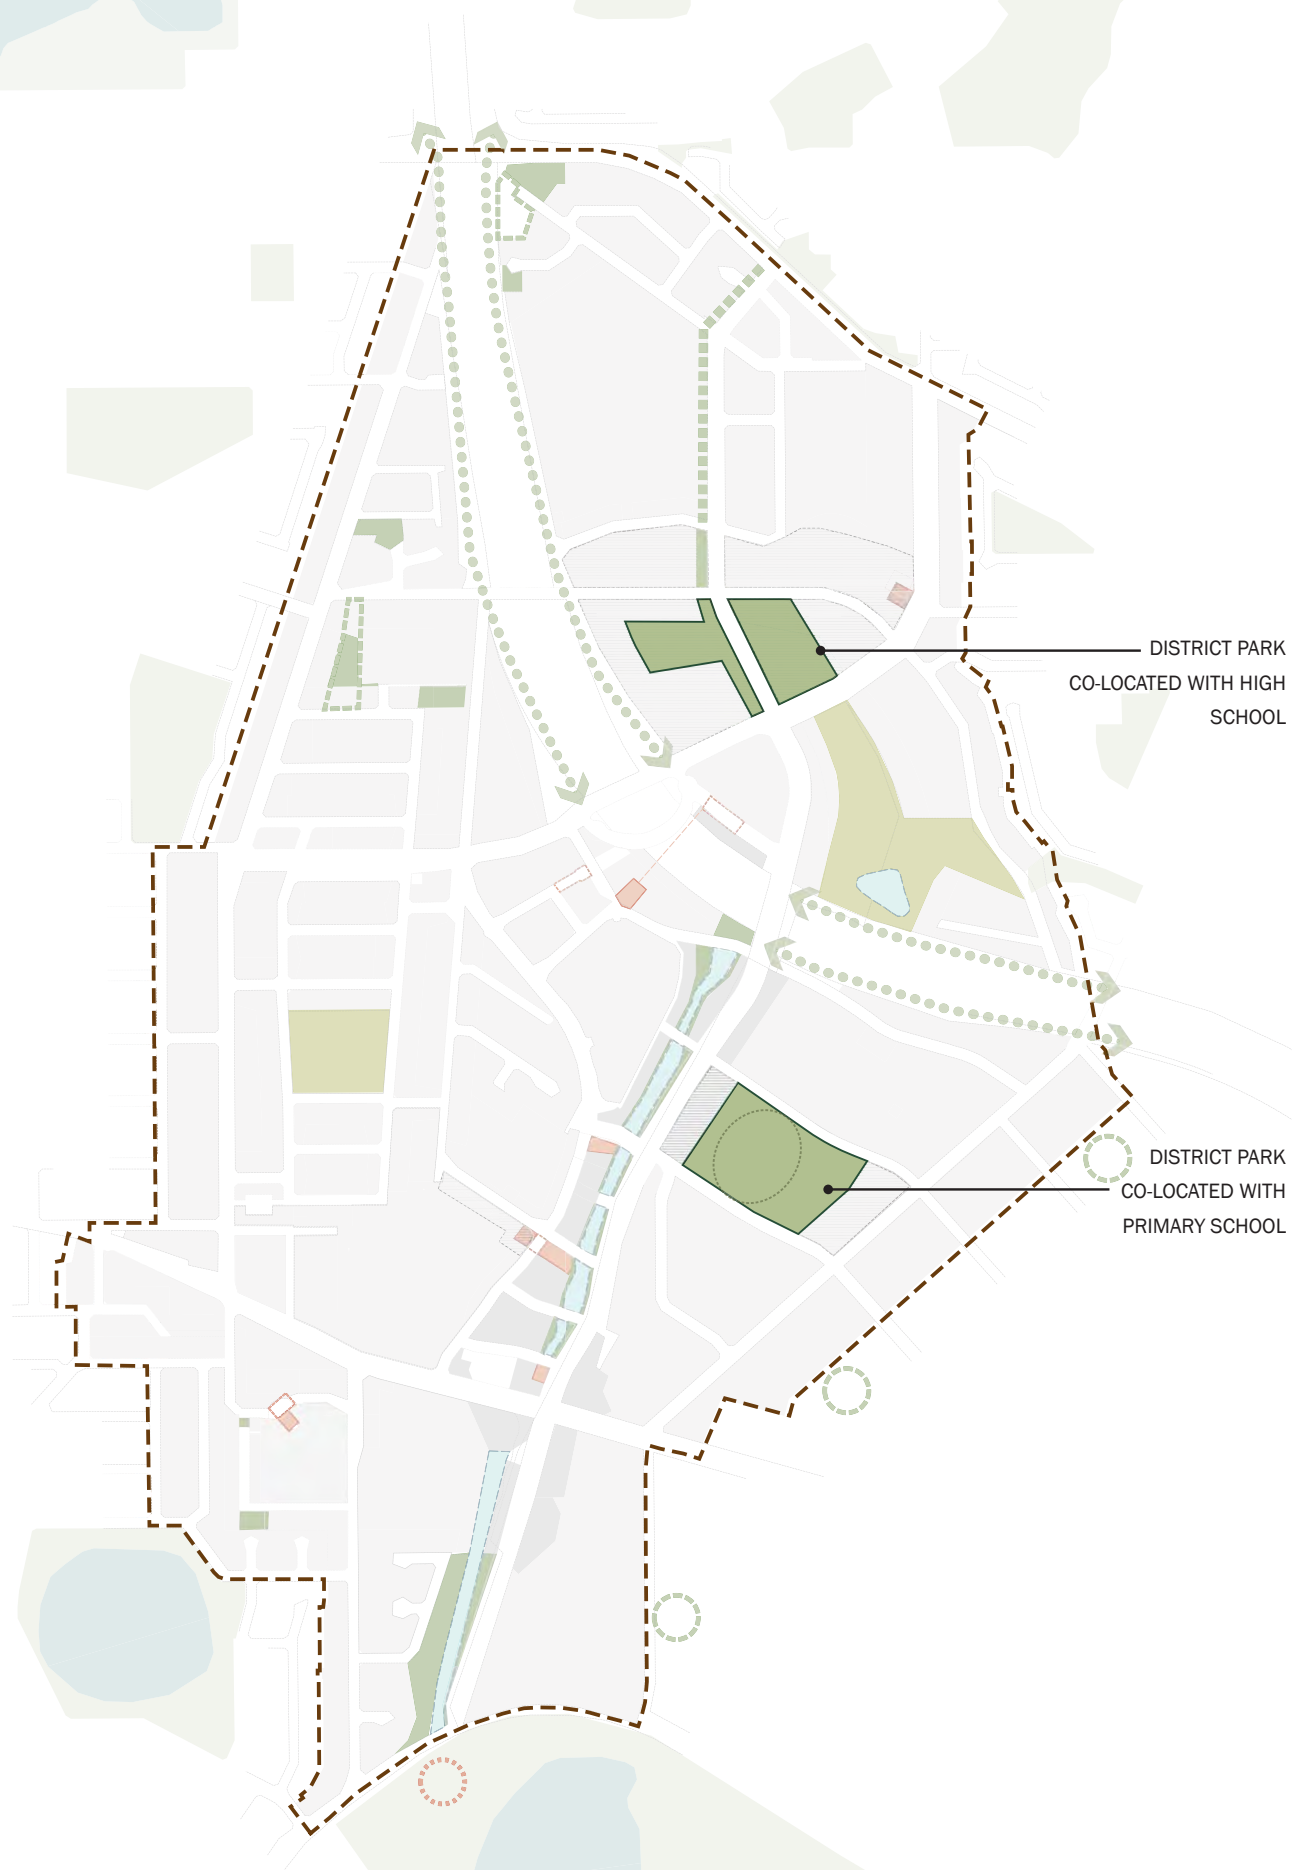 DISTRICT PARK
CO-LOCATED WITH HIGH
SCHOOL
DISTRICT PARK
CO-LOCATED WITH
PRIMARY SCHOOL